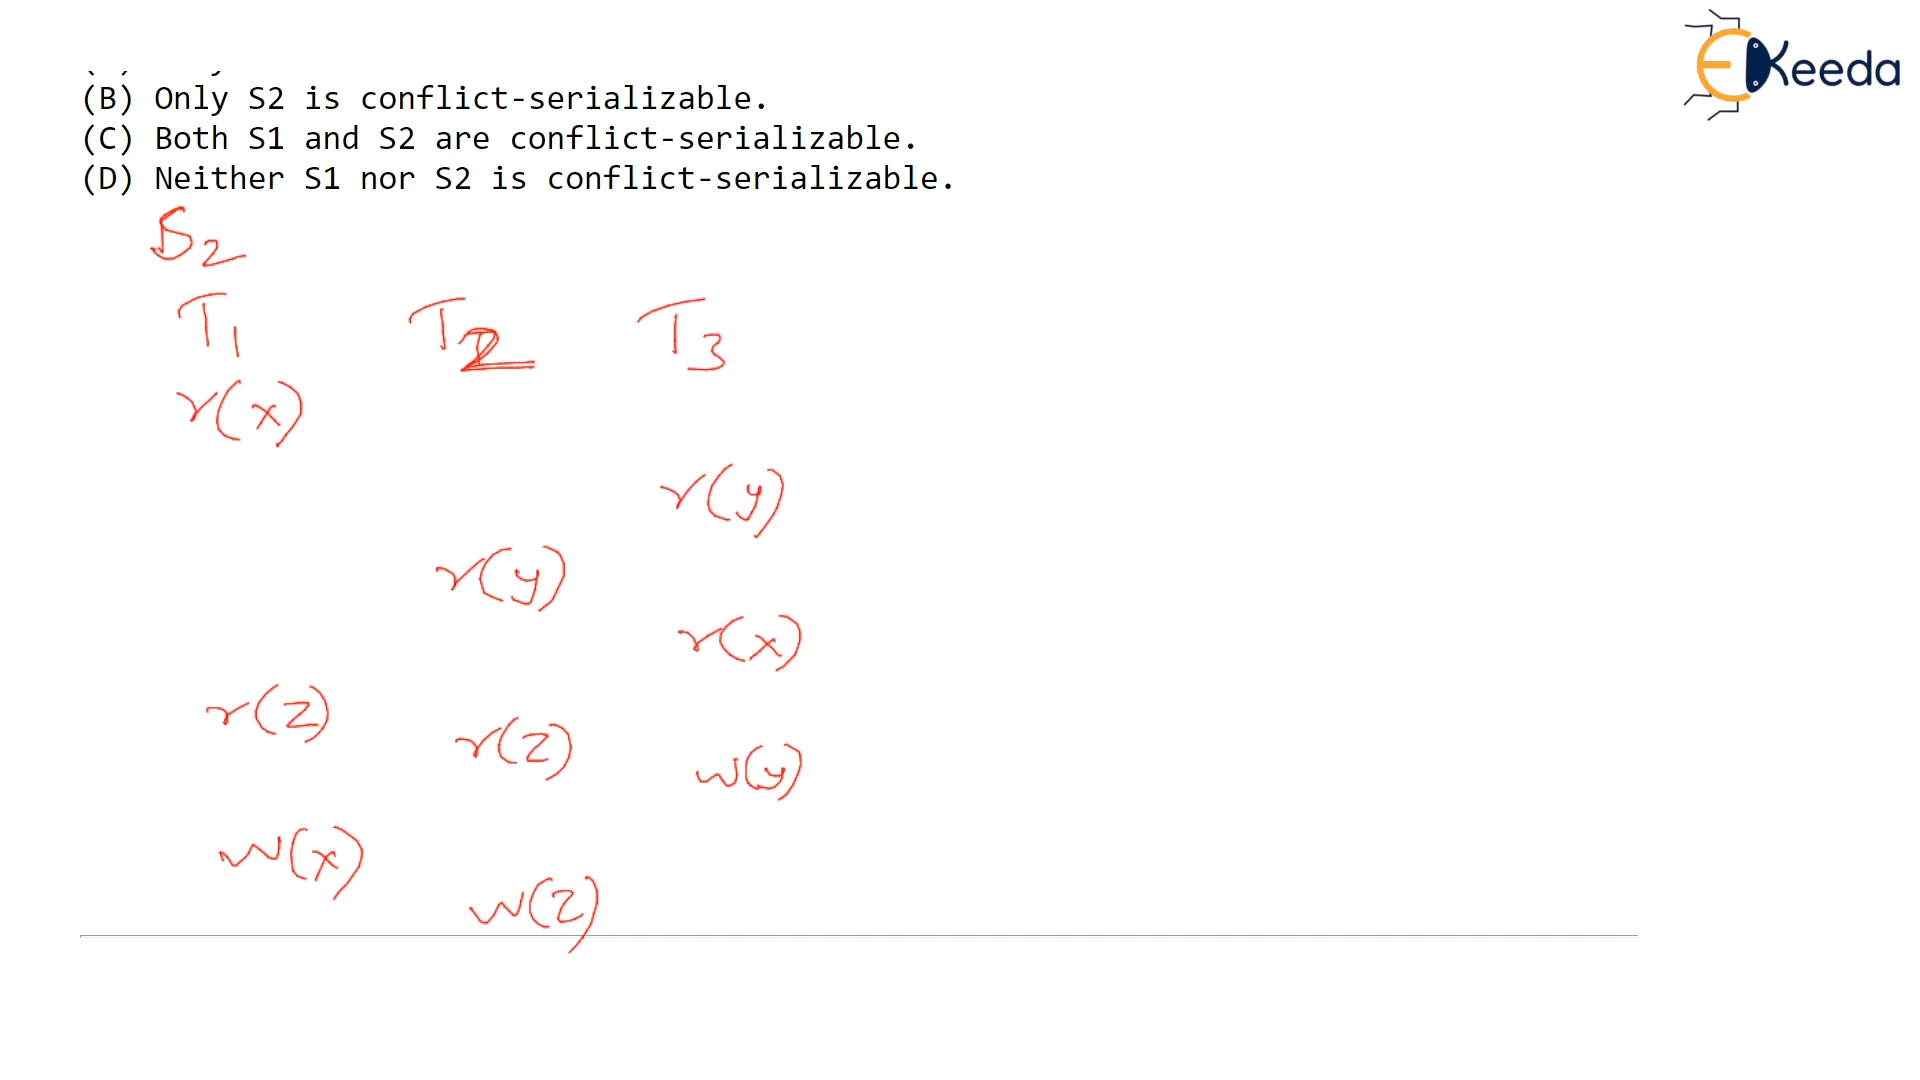 EKeeda
(B) Only S2 is conflict-serializable.
(C) Both S1 and S2 are conflict-serializable.
(D) Neither S1 nor S2 is conflict-serializable.
S2
T1 T2 T3
r(x)
r(y)
r(y)
r(x)
r(z) r(z) w(y)
w(x)
w(z)